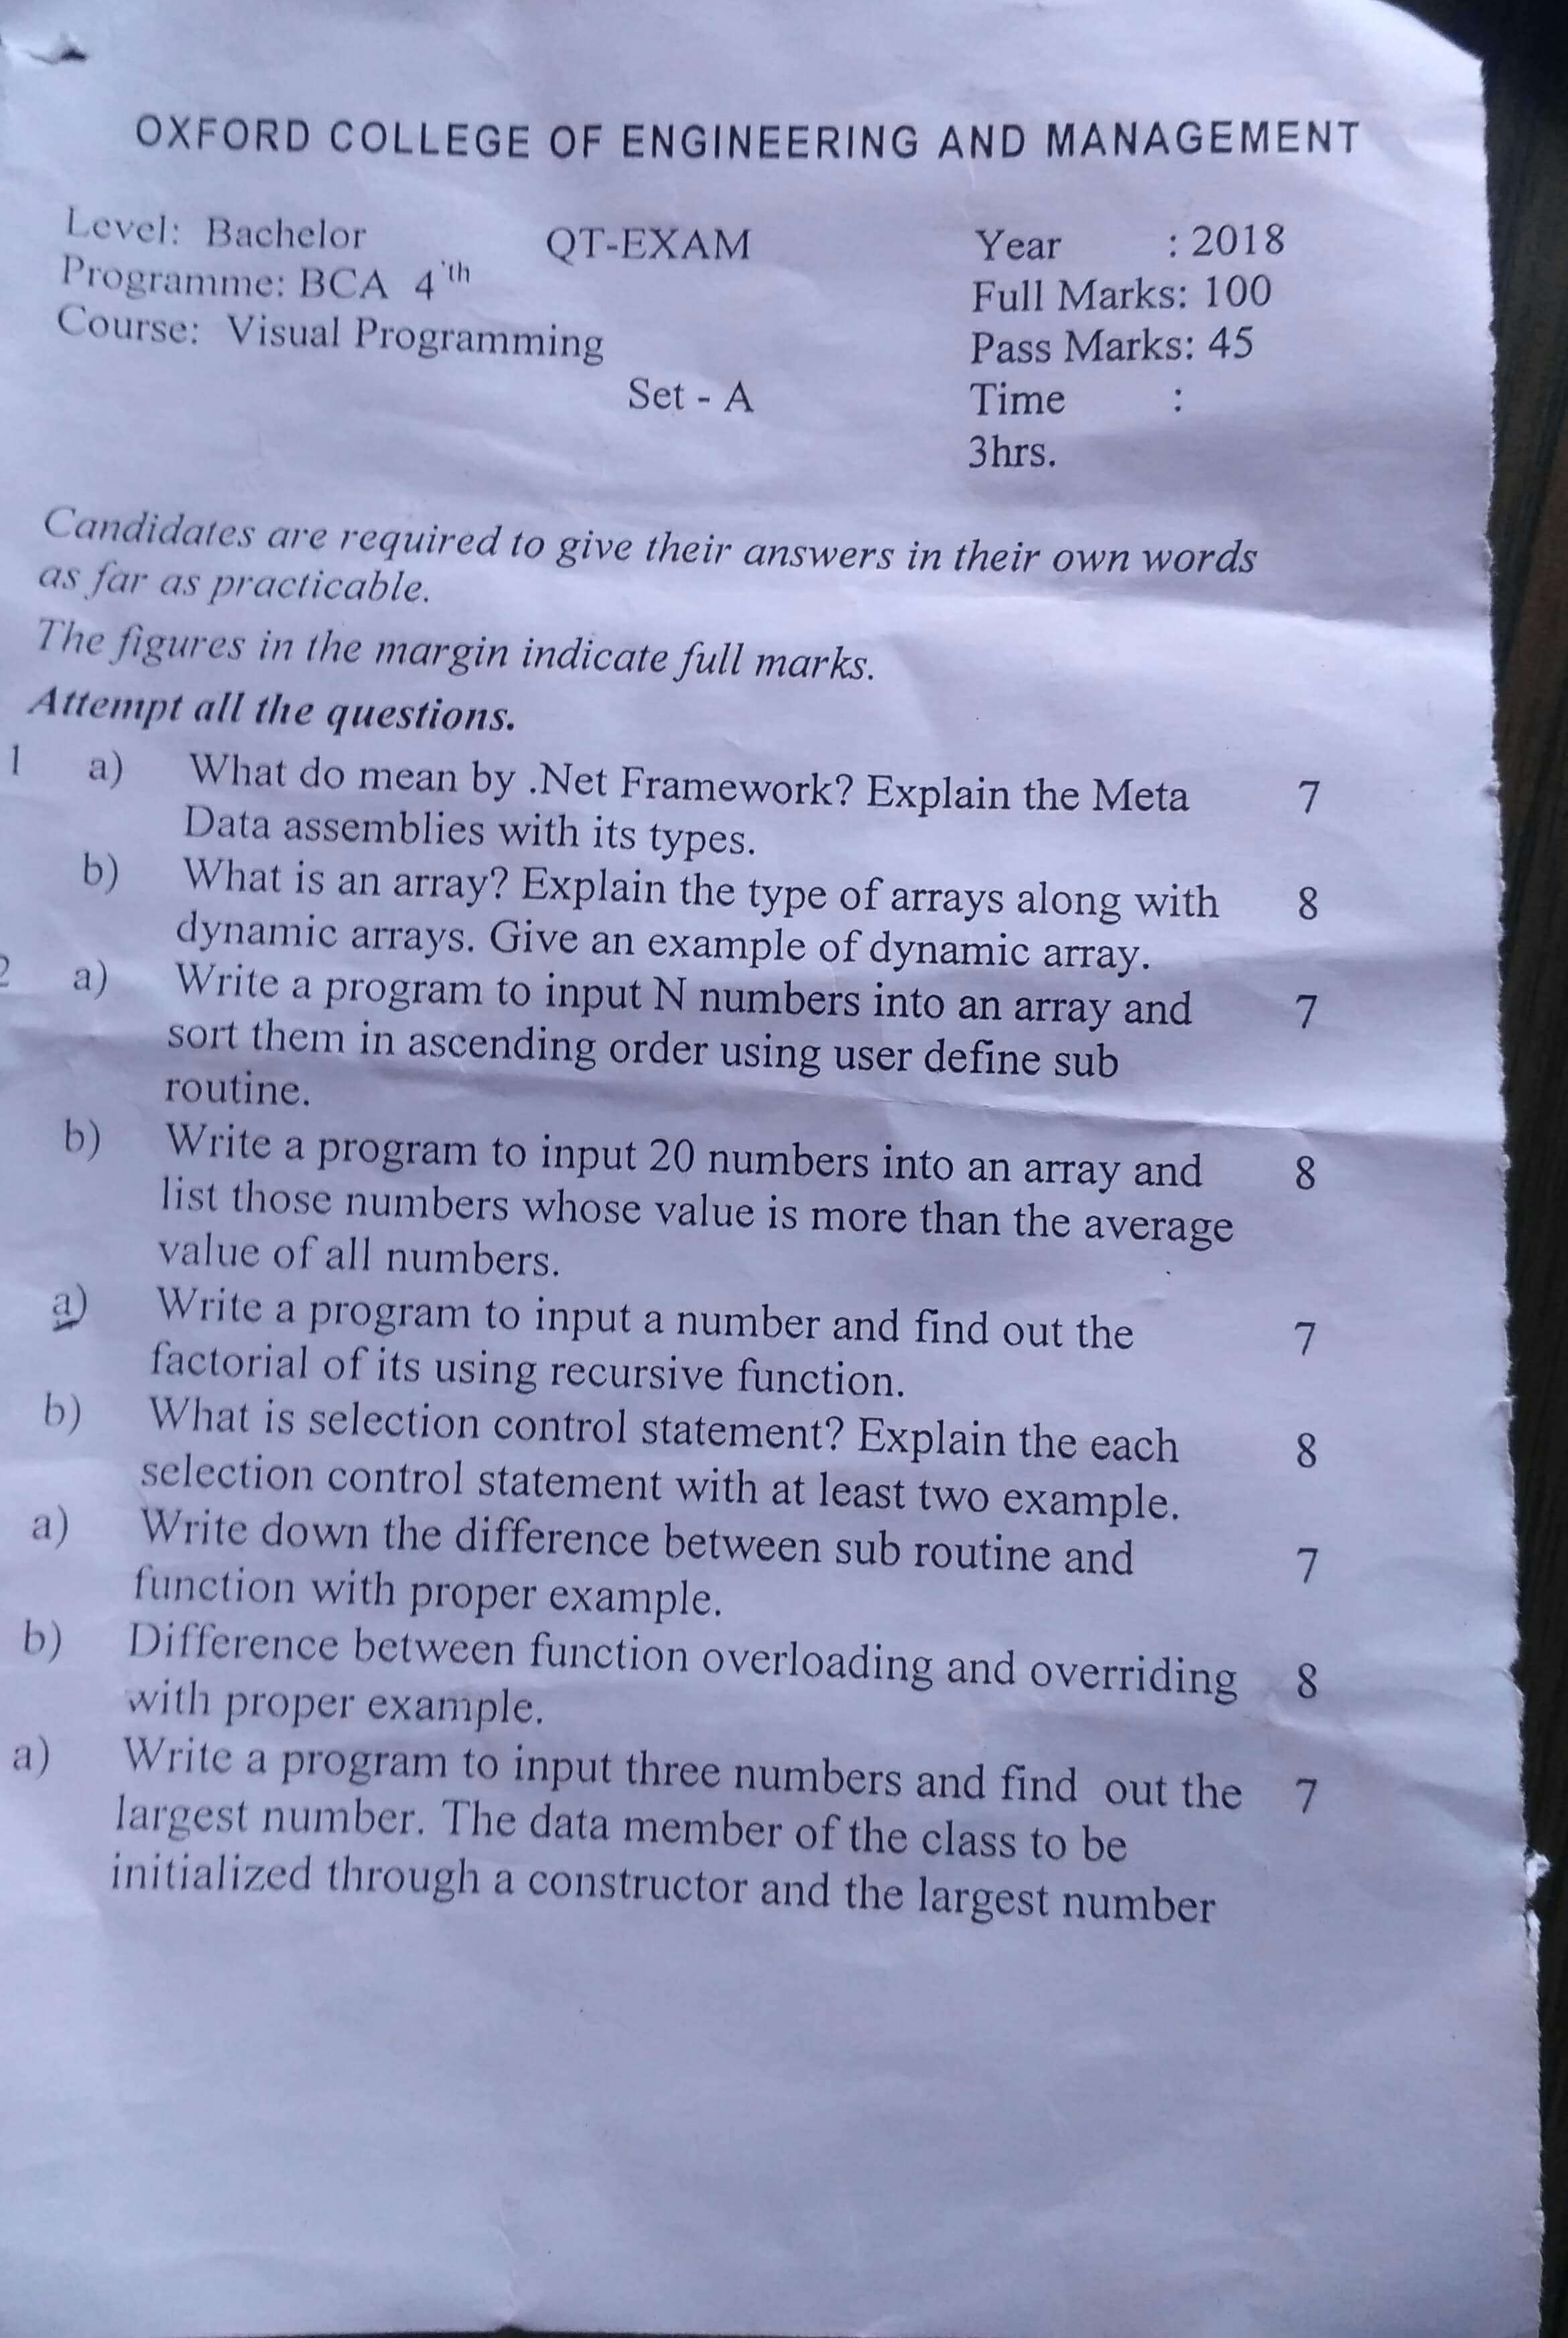 OXFORD COLLEGE OF ENGINEERING AND MANAGEMENT
Level: Bachelor QT-EXAM Year : 2018
Programme: BCA 4th Full Marks: 100
Course: Visual Programming Pass Marks: 45
Set - A Time :
3hrs.
Candidates are required to give their answers in their own words
as far as practicable.
The figures in the margin indicate full marks.
Attempt all the questions.
1 a) What do mean by .Net Framework? Explain the Meta 7
Data assemblies with its types.
b) What is an array? Explain the type of arrays along with 8
dynamic arrays. Give an example of dynamic array.
2 a) Write a program to input N numbers into an array and 7
sort them in ascending order using user define sub
routine.
b) Write a program to input 20 numbers into an array and 8
list those numbers whose value is more than the average
value of all numbers.
a) Write a program to input a number and find out the 7
factorial of its using recursive function.
b) What is selection control statement? Explain the each 8
selection control statement with at least two example.
a) Write down the difference between sub routine and 7
function with proper example.
b) Difference between function overloading and overriding 8
with proper example.
a) Write a program to input three numbers and find out the 7
largest number. The data member of the class to be
initialized through a constructor and the largest number